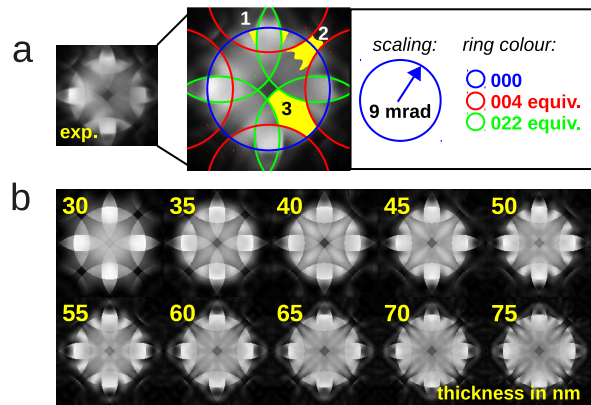 a
exp.
1
2
3
scaling:
9 mrad
ring colour:
000
004 equiv.
022 equiv.
b
30
35
40
45
50
55
60
65
70
75
thickness in nm